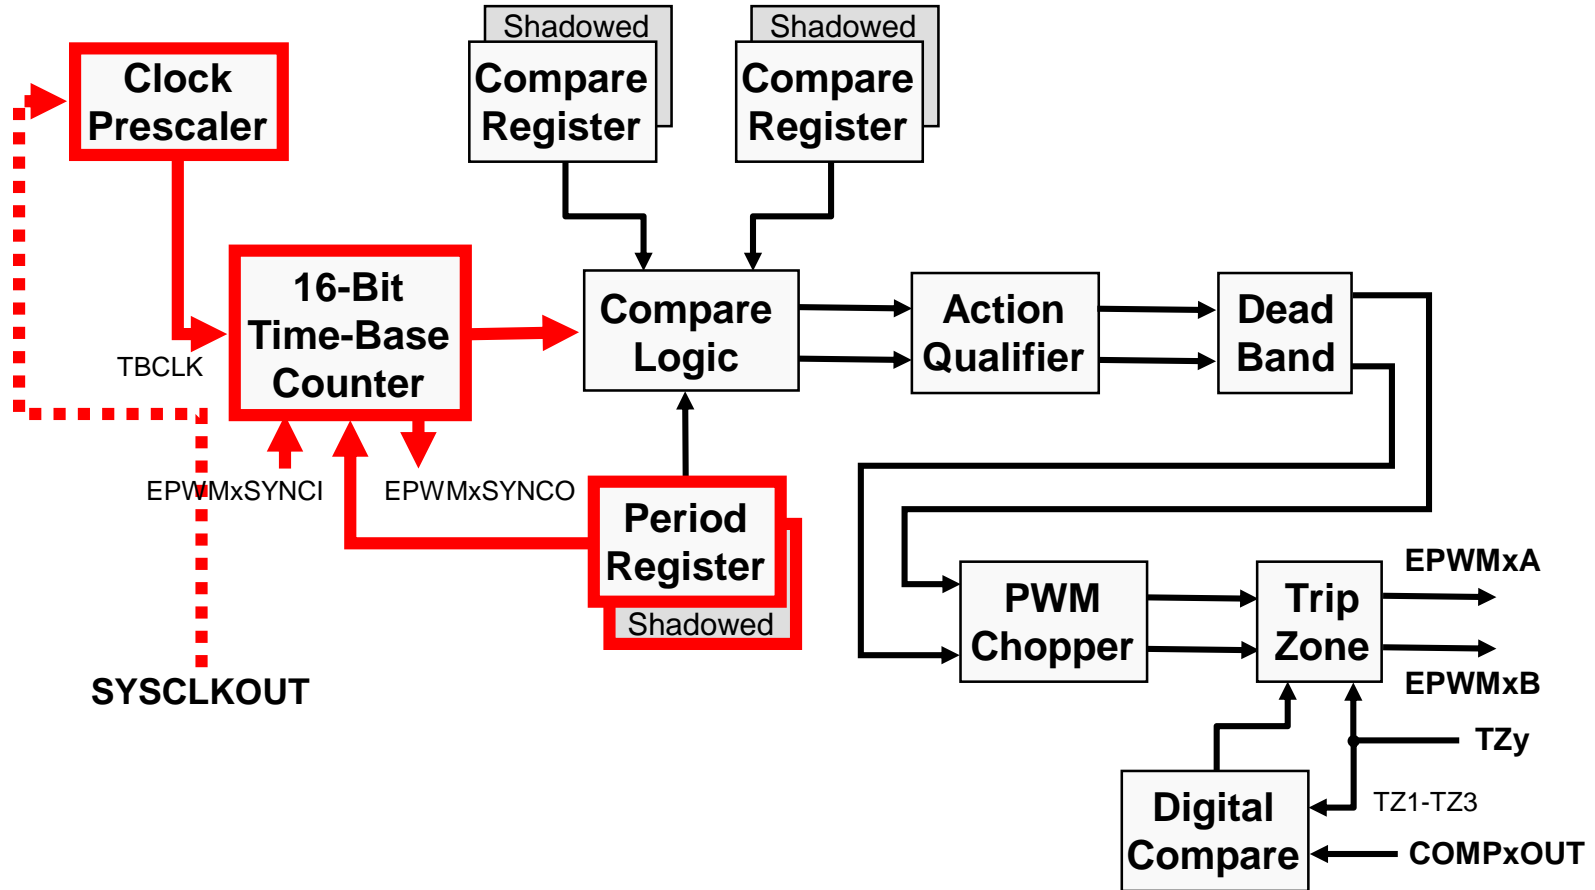 Shadowed
Compare
Register
Shadowed
Compare
Register
Clock
Prescaler
16-Bit
Time-Base
Counter
TBCLK
Compare
Logic
Action
Qualifier
Dead
Band
EPWMxSYNCI
EPWMxSYNCO
Period
Register
Shadowed
SYSCLKOUT
PWM
Chopper
Trip
Zone
EPWMxA
EPWMxB
TZy
TZ1-TZ3
Digital
Compare
COMPxOUT